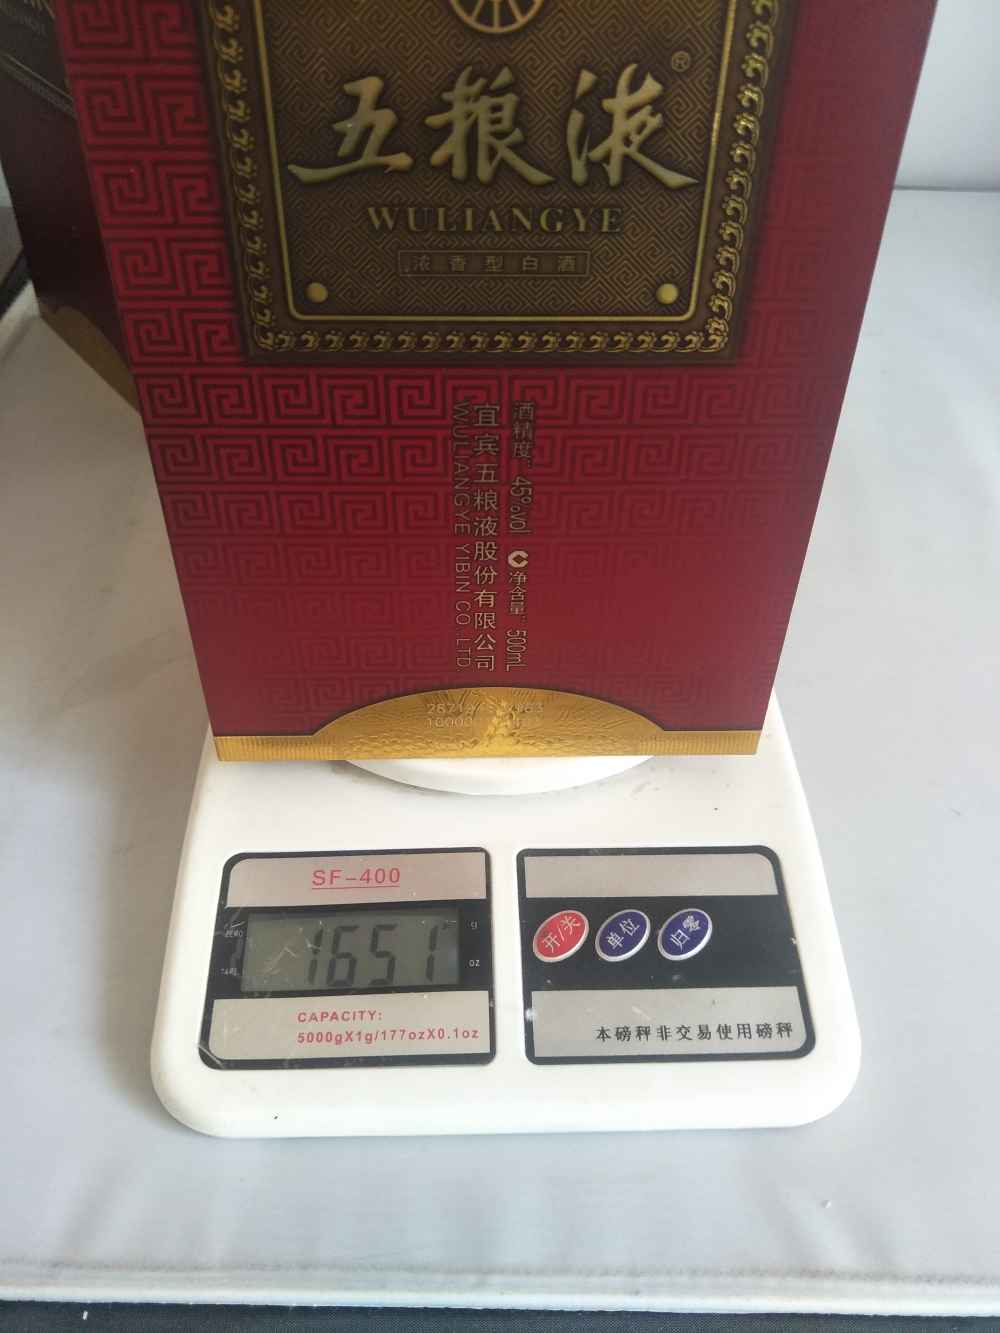 五粮液®
WULIANGYE
浓香型白酒
酒精度：45%vol 净含量：500mL
宜宾五粮液股份有限公司
WULIANGYE YIBIN CO.,LTD.
SF-400
ZERO
TARE
1651
g
oz
CAPACITY:
5000gX1g/177ozX0.1oz
开/关
单位
归零
本磅秤非交易使用磅秤